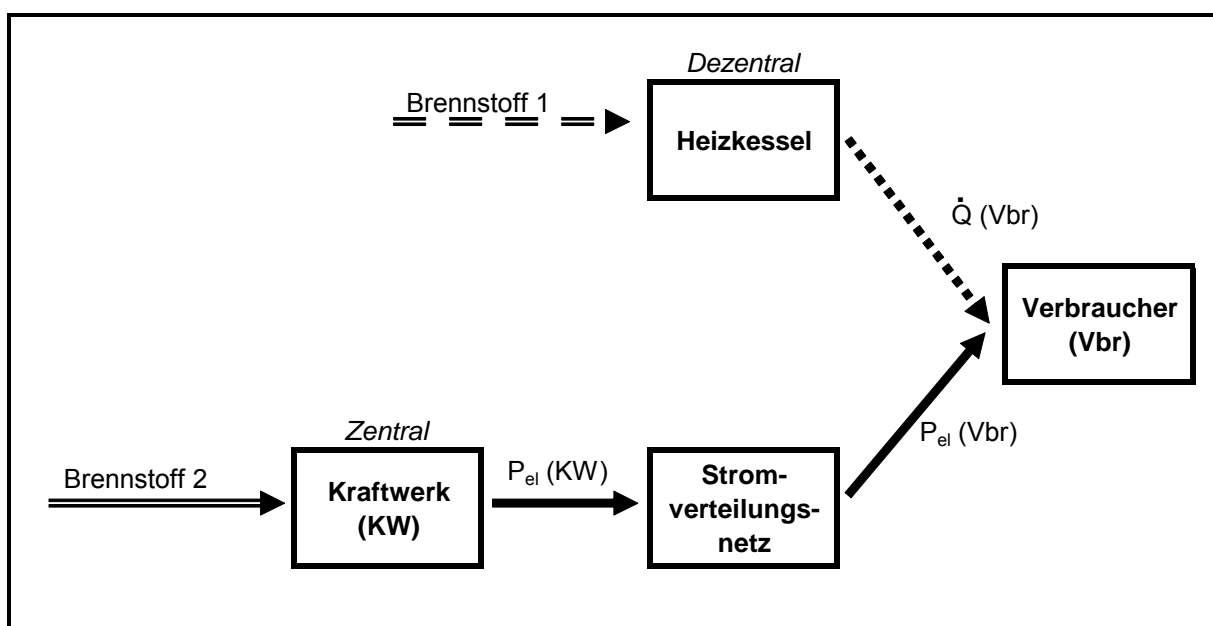 Dezentral
Brennstoff 1
Heizkessel
Q̇ (Vbr)
Verbraucher
(Vbr)
P_el (Vbr)
Zentral
Brennstoff 2
Kraftwerk
(KW)
P_el (KW)
Strom-
verteilungs-
netz